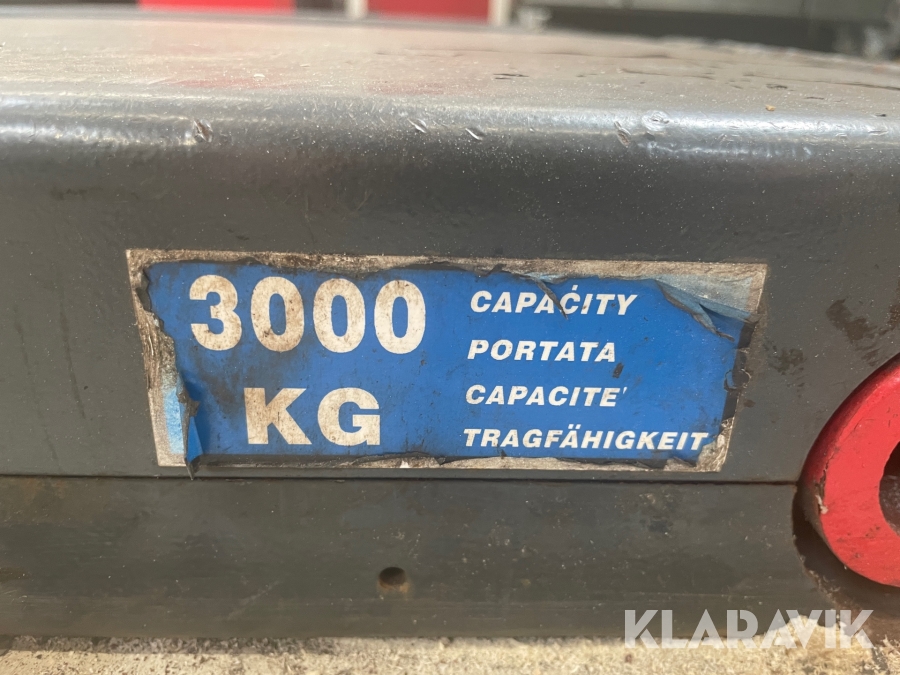 3000
KG
CAPACITY
PORTATA
CAPACITE'
TRAGFÄHIGKEIT
KLARAVIK